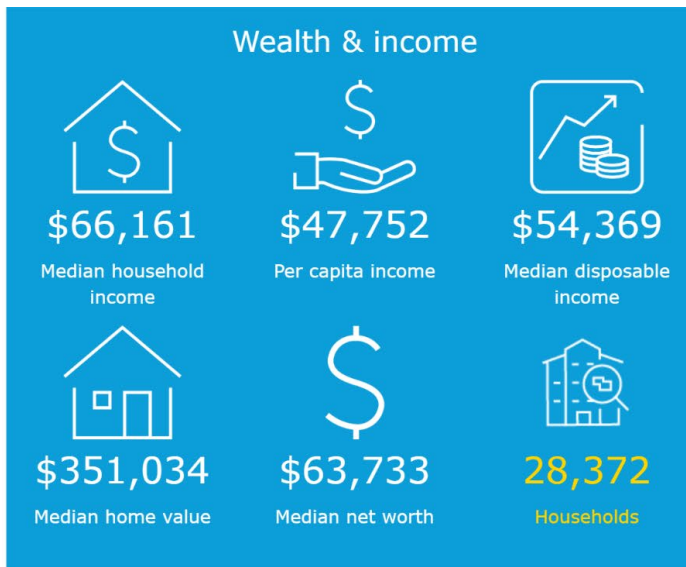 Wealth & income
$66,161
Median household
income
$47,752
Per capita income
$54,369
Median disposable
income
$351,034
Median home value
$63,733
Median net worth
28,372
Households